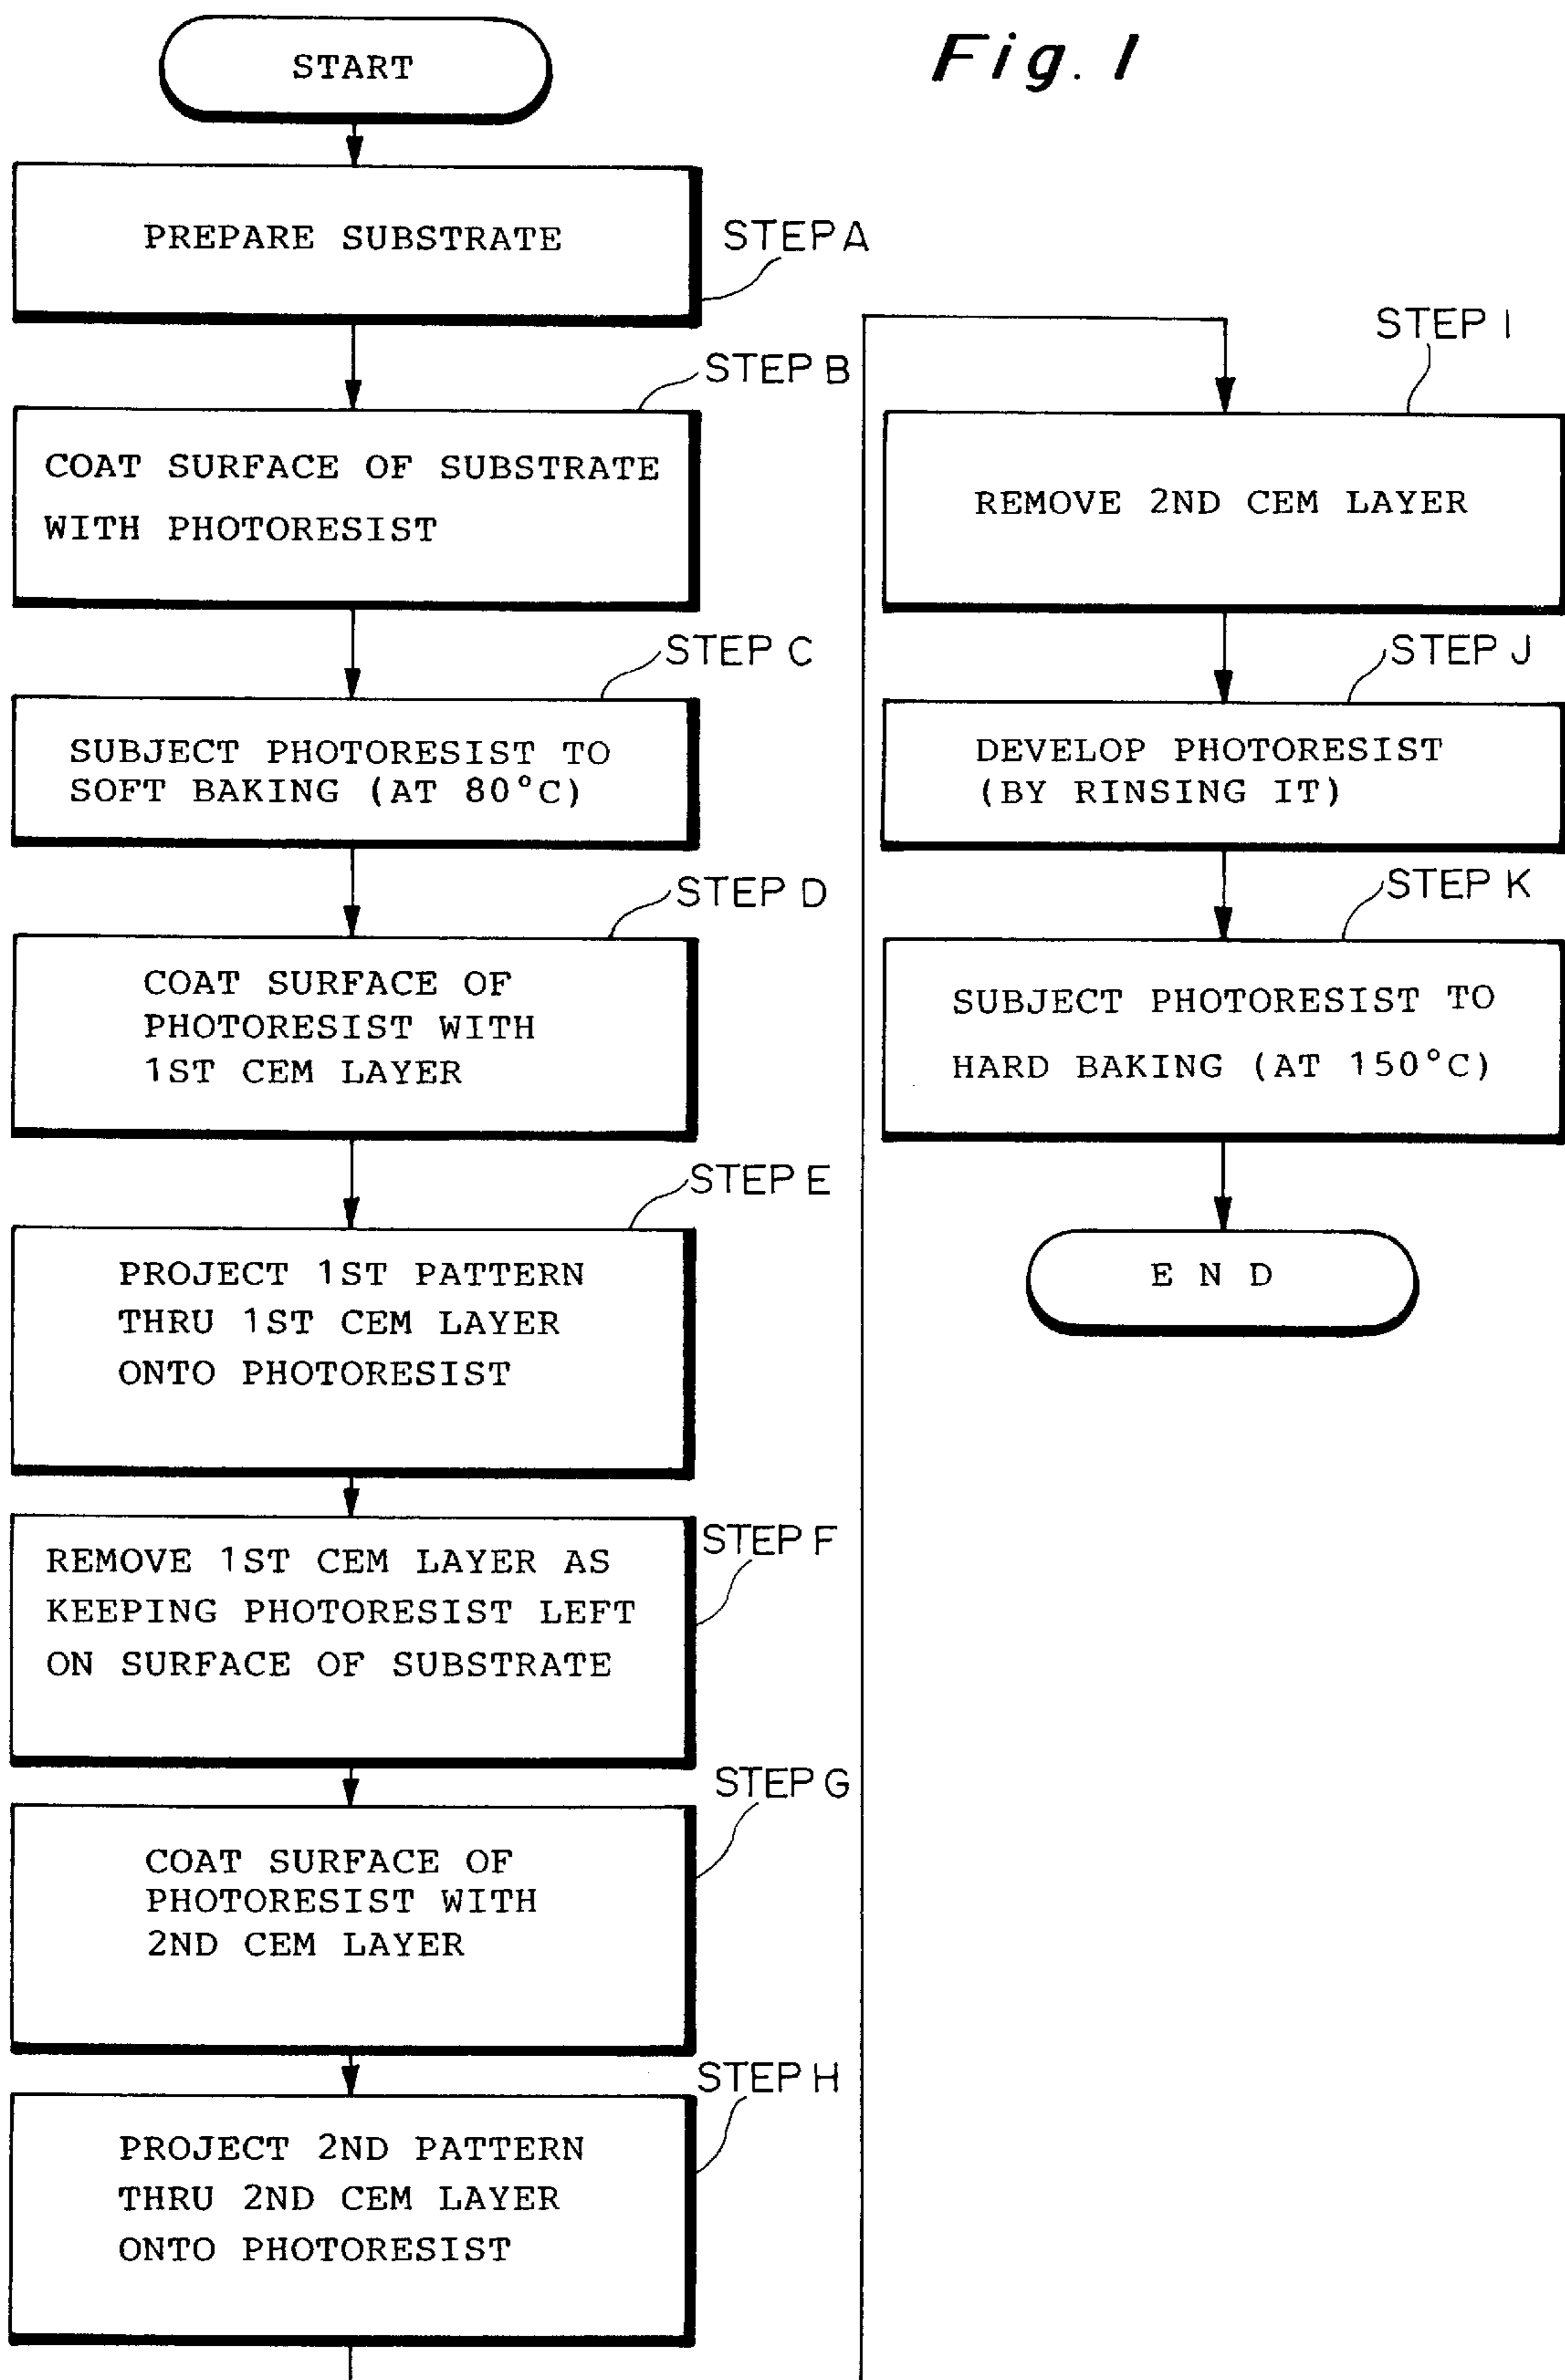 Fig. 1
START
PREPARE SUBSTRATE
STEP A
STEP B
COAT SURFACE OF SUBSTRATE
WITH PHOTORESIST
STEP C
SUBJECT PHOTORESIST TO
SOFT BAKING (AT 80°C)
STEP D
COAT SURFACE OF
PHOTORESIST WITH
1ST CEM LAYER
STEP E
PROJECT 1ST PATTERN
THRU 1ST CEM LAYER
ONTO PHOTORESIST
STEP F
REMOVE 1ST CEM LAYER AS
KEEPING PHOTORESIST LEFT
ON SURFACE OF SUBSTRATE
STEP G
COAT SURFACE OF
PHOTORESIST WITH
2ND CEM LAYER
STEP H
PROJECT 2ND PATTERN
THRU 2ND CEM LAYER
ONTO PHOTORESIST
STEP I
REMOVE 2ND CEM LAYER
STEP J
DEVELOP PHOTORESIST
(BY RINSING IT)
STEP K
SUBJECT PHOTORESIST TO
HARD BAKING (AT 150°C)
E N D